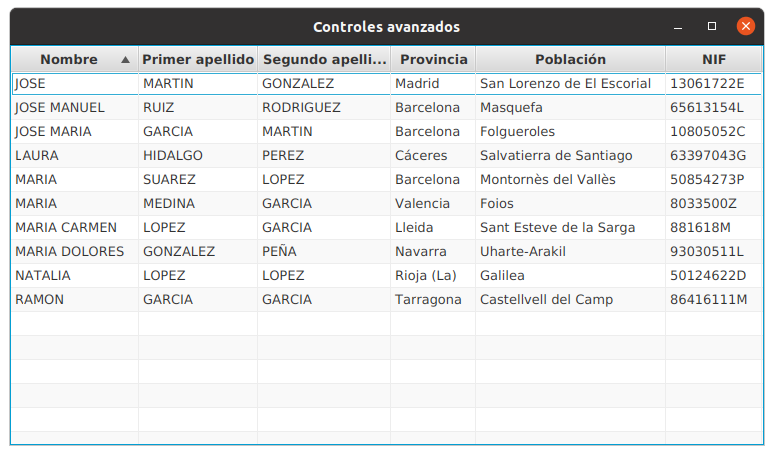 Controles avanzados
Nombre Primer apellido Segundo apelli... Provincia Población NIF
JOSE MARTIN GONZALEZ Madrid San Lorenzo de El Escorial 13061722E
JOSE MANUEL RUIZ RODRIGUEZ Barcelona Masquefa 65613154L
JOSE MARIA GARCIA MARTIN Barcelona Folgueroles 10805052C
LAURA HIDALGO PEREZ Cáceres Salvatierra de Santiago 63397043G
MARIA SUAREZ LOPEZ Barcelona Montornès del Vallès 50854273P
MARIA MEDINA GARCIA Valencia Foios 8033500Z
MARIA CARMEN LOPEZ GARCIA Lleida Sant Esteve de la Sarga 881618M
MARIA DOLORES GONZALEZ PEÑA Navarra Uharte-Arakil 93030511L
NATALIA LOPEZ LOPEZ Rioja (La) Galilea 50124622D
RAMON GARCIA GARCIA Tarragona Castellvell del Camp 86416111M